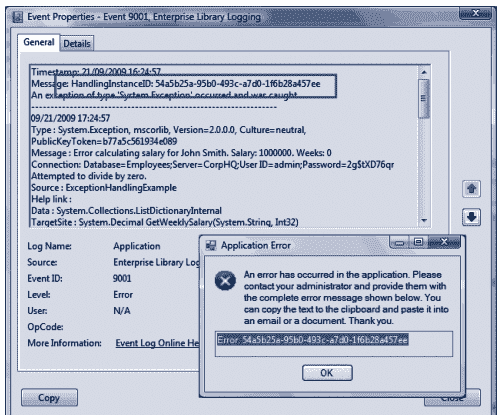 Event Properties - Event 9001, Enterprise Library Logging
General Details
Timestamp: 21/09/2009 16:24:57
Message: HandlingInstanceID: 54a5b25a-95b0-493c-a7d0-1f6b28a457ee
An exception of type 'System.Exception' occurred and was caught.
----------------------------------------------------------------------
09/21/2009 17:24:57
Type : System.Exception, mscorlib, Version=2.0.0.0, Culture=neutral,
PublicKeyToken=b77a5c561934e089
Message : Error calculating salary for John Smith. Salary: 1000000. Weeks: 0
Connection: Database=Employees;Server=CorpHQ;User ID=admin;Password=2g$tXD76qr
Attempted to divide by zero.
Source : ExceptionHandlingExample
Help link :
Data : System.Collections.ListDictionaryInternal
TargetSite : System.Decimal GetWeeklySalary(System.String, Int32)
Log Name: Application
Source: Enterprise Library Log
Event ID: 9001
Level: Error
User: N/A
OpCode:
More Information: Event Log Online He
Copy
Close
Application Error
An error has occurred in the application. Please
contact your administrator and provide them with
the complete error message shown below. You
can copy the text to the clipboard and paste it into
an email or a document. Thank you.
Error: 54a5b25a-95b0-493c-a7d0-1f6b28a457ee
OK